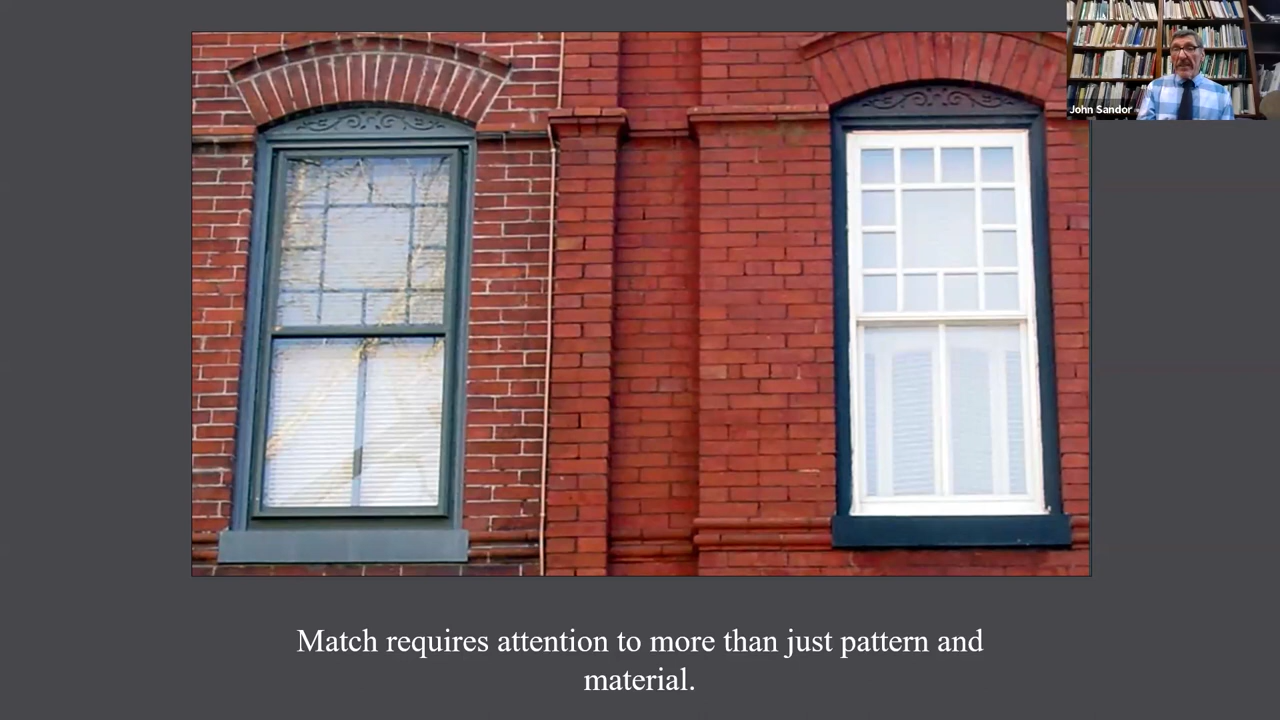 John Sandor
Match requires attention to more than just pattern and
material.